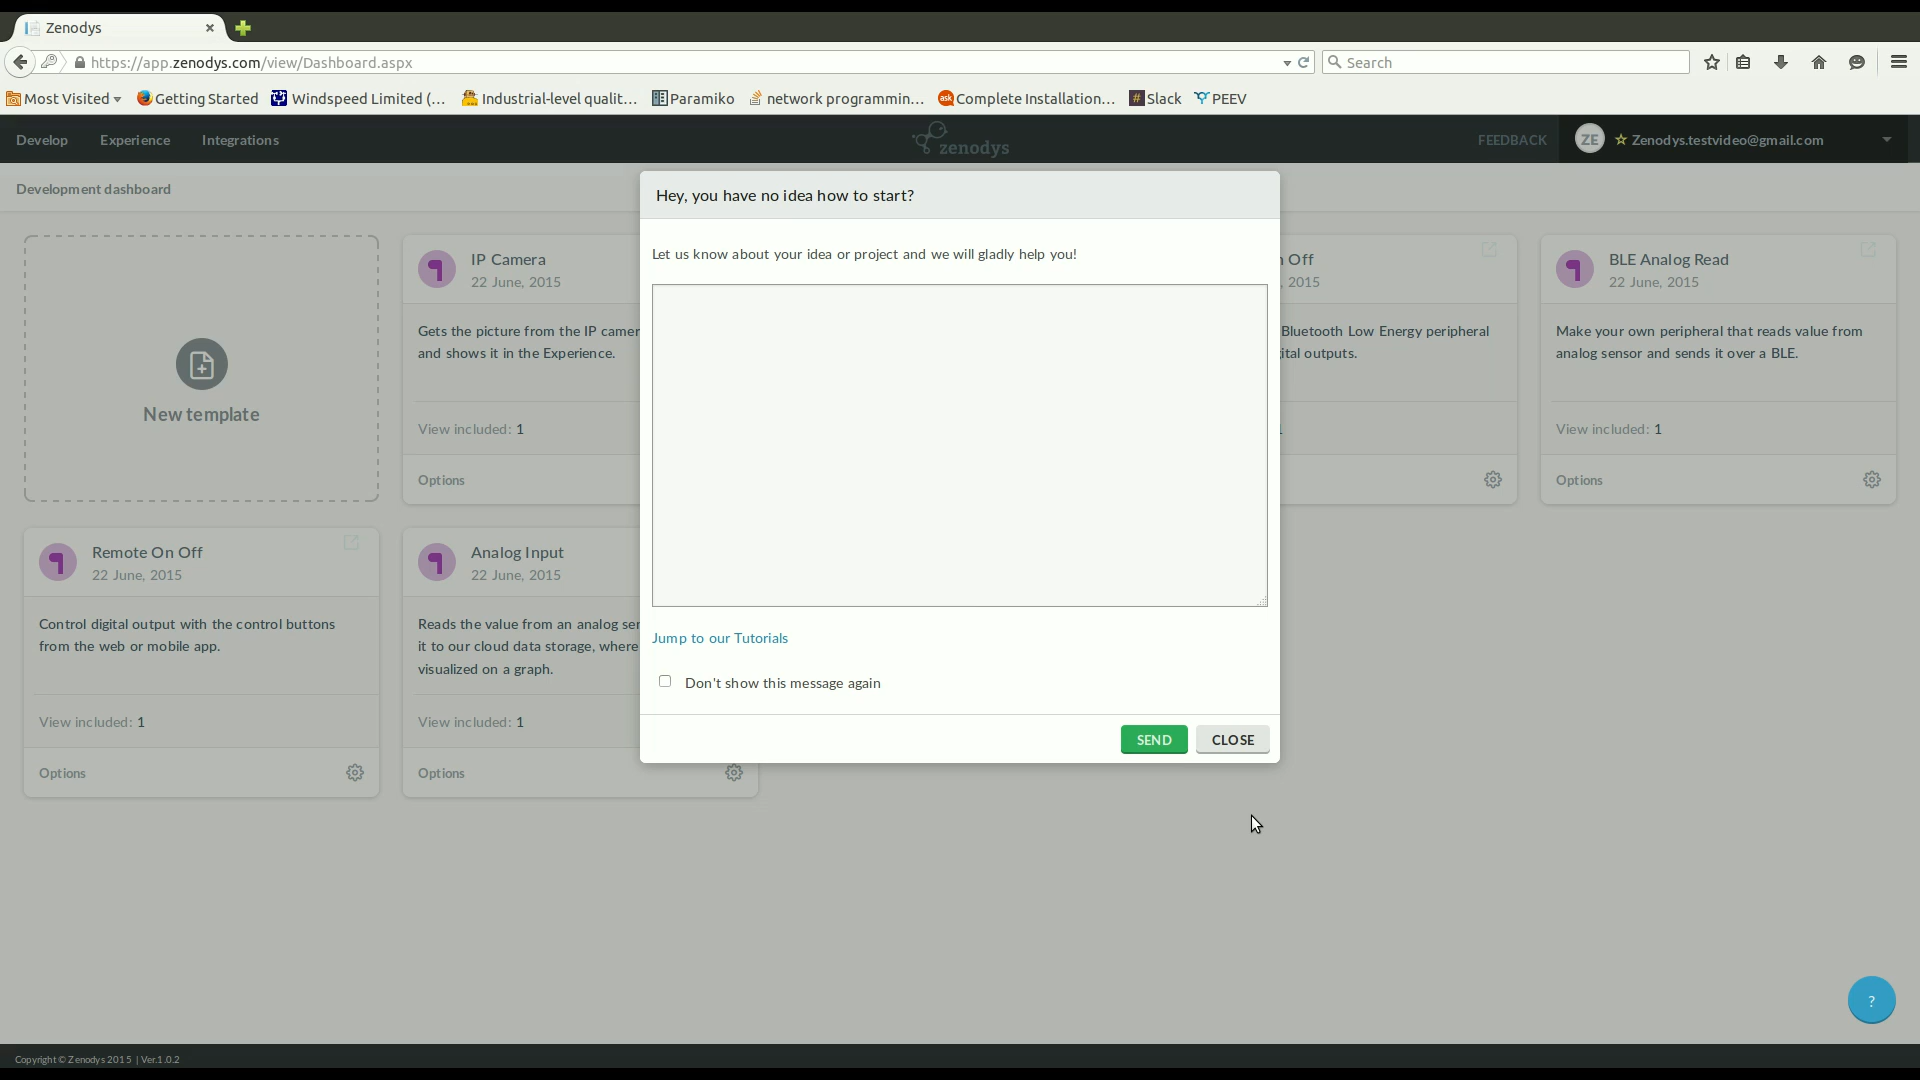 Zenodys
https://app.zenodys.com/view/Dashboard.aspx
Search
Most Visited
Getting Started
Windspeed Limited (...
Industrial-level qualit...
Paramiko
network programmin...
ask
Complete Installation...
Slack
PEEV
Develop
Experience
Integrations
zenodys
FEEDBACK
ZE
Zenodys.testvideo@gmail.com
Development dashboard
Hey, you have no idea how to start?
Let us know about your idea or project and we will gladly help you!
Jump to our Tutorials
Don't show this message again
SEND
CLOSE
New template
IP Camera
22 June, 2015
Gets the picture from the IP camer
and shows it in the Experience.
View included: 1
Options
Off
, 2015
Bluetooth Low Energy peripheral
ital outputs.
BLE Analog Read
22 June, 2015
Make your own peripheral that reads value from
analog sensor and sends it over a BLE.
View included: 1
Options
Remote On Off
22 June, 2015
Control digital output with the control buttons
from the web or mobile app.
View included: 1
Options
Analog Input
22 June, 2015
Reads the value from an analog ser
it to our cloud data storage, where
visualized on a graph.
View included: 1
Options
?
Copyright © Zenodys 2015 | Ver.1.0.2